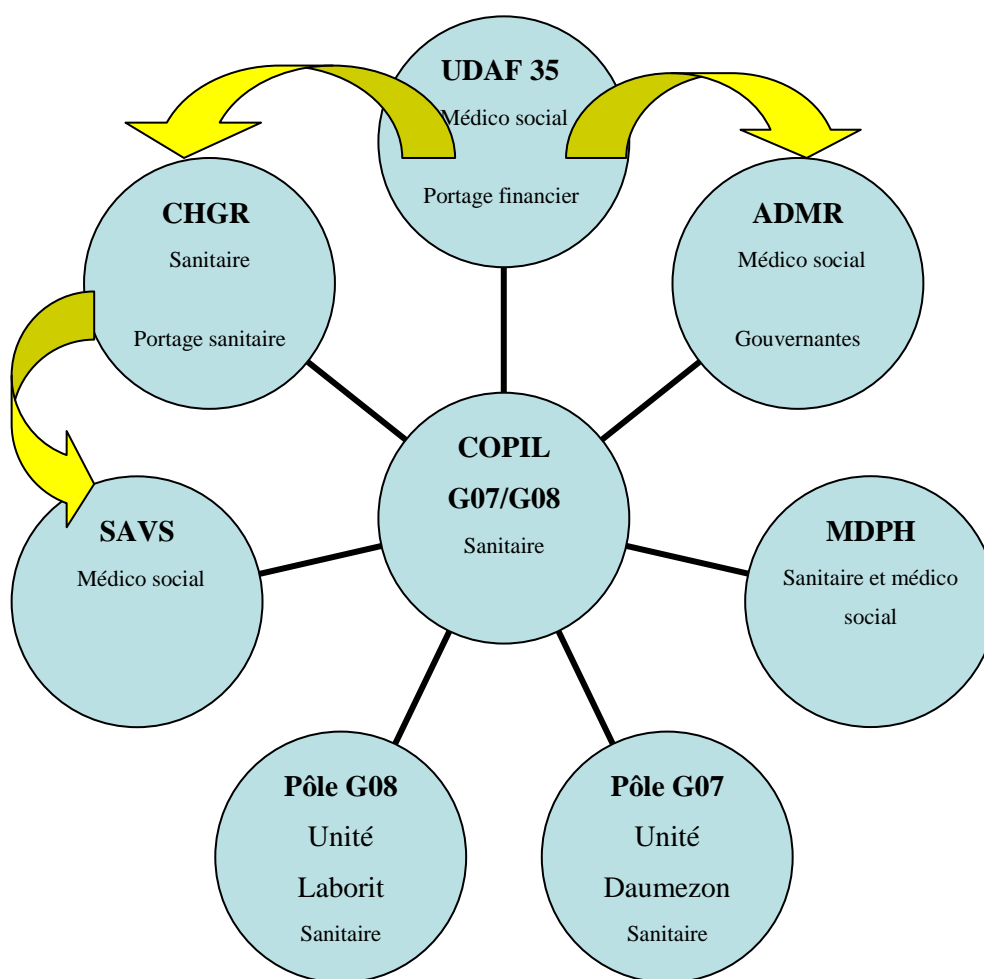 UDAF 35
Médico social
Portage financier
CHGR
Sanitaire
Portage sanitaire
ADMR
Médico social
Gouvernantes
COPIL
G07/G08
Sanitaire
SAVS
Médico social
MDPH
Sanitaire et médico
social
Pôle G08
Unité
Laborit
Sanitaire
Pôle G07
Unité
Daumezon
Sanitaire